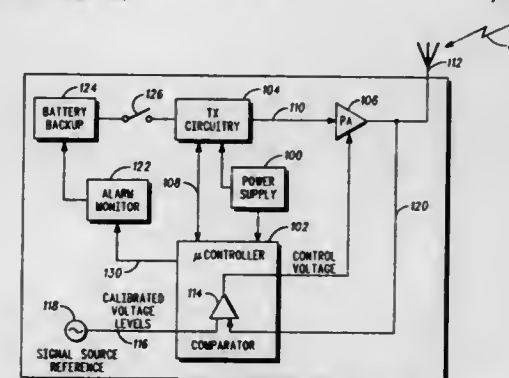 112
124
126
104
110
106
BATTERY
BACKUP
TX
CIRCUITRY
PA
100
122
108
POWER
SUPPLY
120
ALARM
MONITOR
102
130
μ CONTROLLER
CONTROL
VOLTAGE
118
CALIBRATED
VOLTAGE
LEVELS
114
116
COMPARATOR
SIGNAL SOURCE
REFERENCE